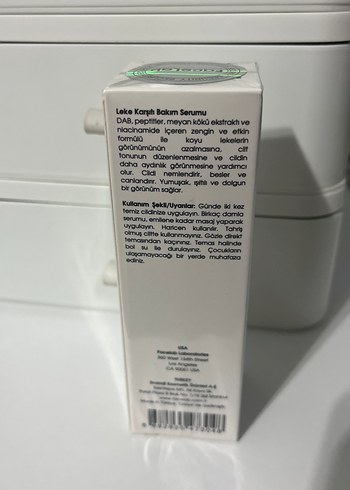 Leke Karşıtı Bakım Serumu
DAB, peptitler, meyan kökü ekstraktı ve
niacinamide içeren zengin ve etkin
formülü ile koyu lekelerin
görünümünün azalmasına, cilt
tonunun düzenlenmesine ve cildin
daha aydınlık görünmesine yardımcı
olur. Cildi nemlendirir, besler ve
canlandırır. Yumuşak, ışıltılı ve dolgun
bir görünüm sağlar.
Kullanım Şekli/Uyarılar: Günde iki kez
temiz cildinize uygulayın. Birkaç damla
serumu, emilene kadar masaj yaparak
uygulayın. Haricen kullanılır. Tahriş
olmuş ciltte kullanmayınız. Gözle direkt
temasından kaçınınız. Temas halinde
bol su ile durulayınız. Çocukların
ulaşamayacağı bir yerde muhafaza
ediniz.
USA
Facelab Laboratories
Los Angeles